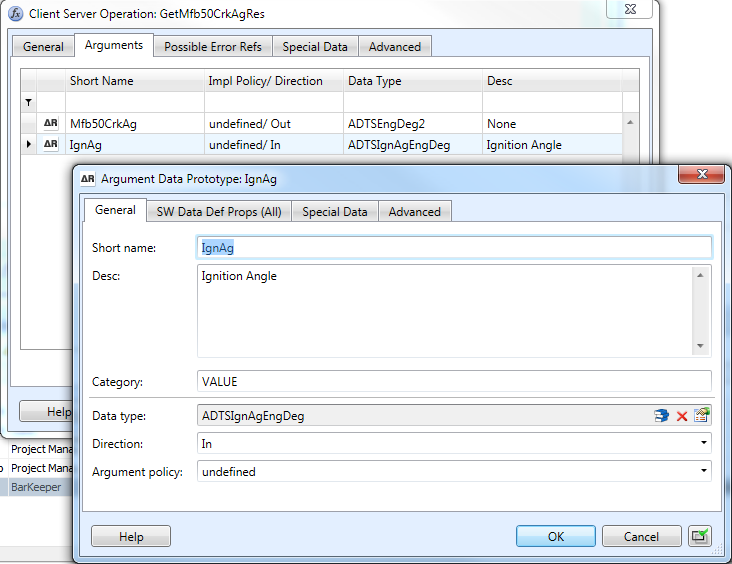 Client Server Operation: GetMfb50CrkAgRes
General Arguments Possible Error Refs Special Data Advanced
Short Name Impl Policy/ Direction Data Type Desc
ΔR Mfb50CrkAg undefined/ Out ADTSEngDeg2 None
ΔR IgnAg undefined/ In ADTSIgnAgEngDeg Ignition Angle
ΔR Argument Data Prototype: IgnAg
General SW Data Def Props (All) Special Data Advanced
Short name: IgnAg
Desc: Ignition Angle
Category: VALUE
Data type: ADTSIgnAgEngDeg
Direction: In
Argument policy: undefined
Help OK Cancel
Help
Project Mana
Project Mana
BarKeeper